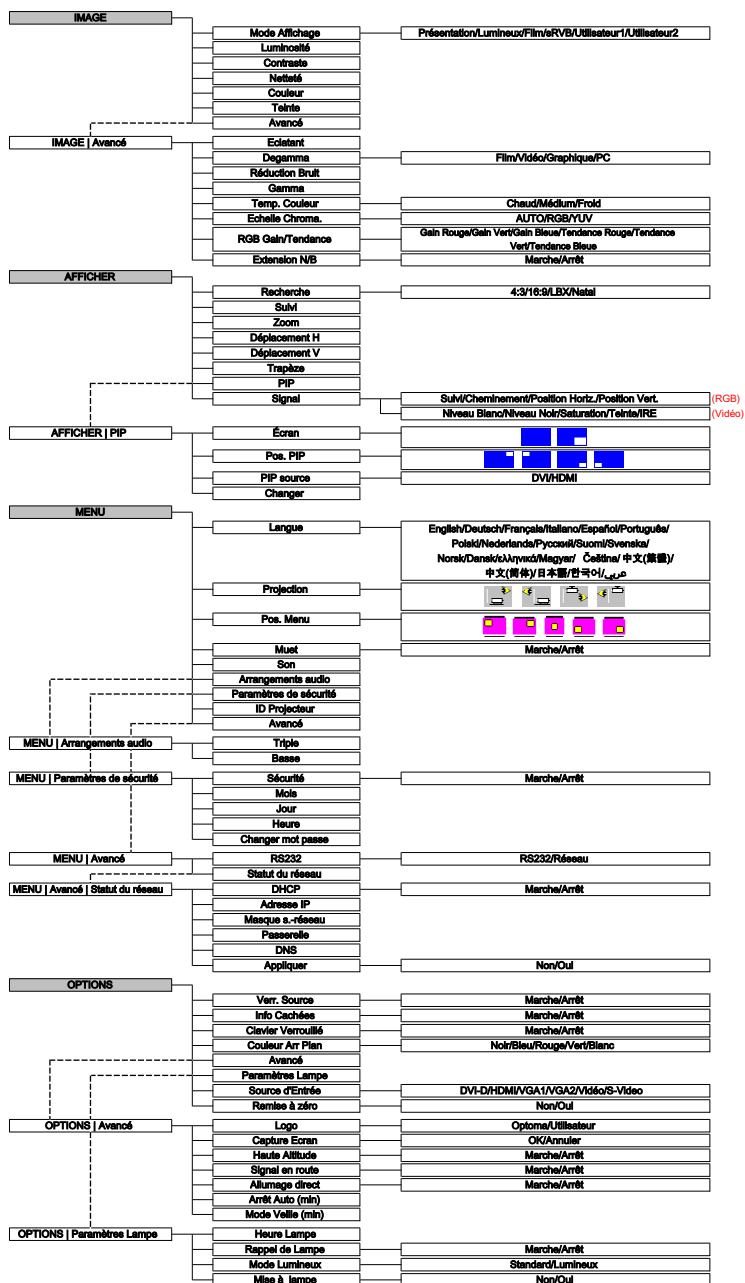 IMAGE
Mode Affichage
Présentation/Lumineux/Film/sRVB/Utilisateur1/Utilisateur2
Luminosité
Contraste
Netteté
Couleur
Teinte
Avancé
IMAGE | Avancé
Eclatant
Degamma
Film/Vidéo/Graphique/PC
Réduction Bruit
Gamma
Temp. Couleur
Chaud/Médium/Froid
Echelle Chroma.
AUTO/RGB/YUV
RGB Gain/Tendance
Gain Rouge/Gain Vert/Gain Bleue/Tendance Rouge/Tendance
Vert/Tendance Bleue
Extension N/B
Marche/Arrêt
AFFICHER
Recherche
4:3/16:9/LBX/Natal
Suivi
Zoom
Déplacement H
Déplacement V
Trapèze
PIP
Signal
Suivi/Cheminement/Position Horiz./Position Vert.
(RGB)
Niveau Blanc/Niveau Noir/Saturation/Teinte/IRE
(Vidéo)
AFFICHER | PIP
Écran
Pos. PIP
PIP source
DVI/HDMI
Changer
MENU
Langue
English/Deutsch/Français/Italiano/Español/Português/
Polski/Nederlands/Русский/Suomi/Svenska/
Norsk/Dansk/ελληνικά/Magyar/ Čeština/ 中文(繁體)/
中文(简体)/日本語/한국어/عربي
Projection
Pos. Menu
Muet
Marche/Arrêt
Son
Arrangements audio
Paramètres de sécurité
ID Projecteur
Avancé
MENU | Arrangements audio
Triple
Basse
MENU | Paramètres de sécurité
Sécurité
Marche/Arrêt
Mois
Jour
Heure
Changer mot passe
MENU | Avancé
RS232
RS232/Réseau
Statut du réseau
MENU | Avancé | Statut du réseau
DHCP
Marche/Arrêt
Adresse IP
Masque s.-réseau
Passerelle
DNS
Appliquer
Non/Oui
OPTIONS
Verr. Source
Marche/Arrêt
Info Cachées
Marche/Arrêt
Clavier Verrouillé
Marche/Arrêt
Couleur Arr Plan
Noir/Bleu/Rouge/Vert/Blanc
Avancé
Paramètres Lampe
Source d'Entrée
DVI-D/HDMI/VGA1/VGA2/Vidéo/S-Video
Remise à zéro
Non/Oui
OPTIONS | Avancé
Logo
Optoma/Utilisateur
Capture Ecran
OK/Annuler
Haute Altitude
Marche/Arrêt
Signal en route
Marche/Arrêt
Allumage direct
Marche/Arrêt
Arrêt Auto (min)
Mode Veille (min)
OPTIONS | Paramètres Lampe
Heure Lampe
Rappel de Lampe
Marche/Arrêt
Mode Lumineux
Standard/Lumineux
Mise à lampe
Non/Oui